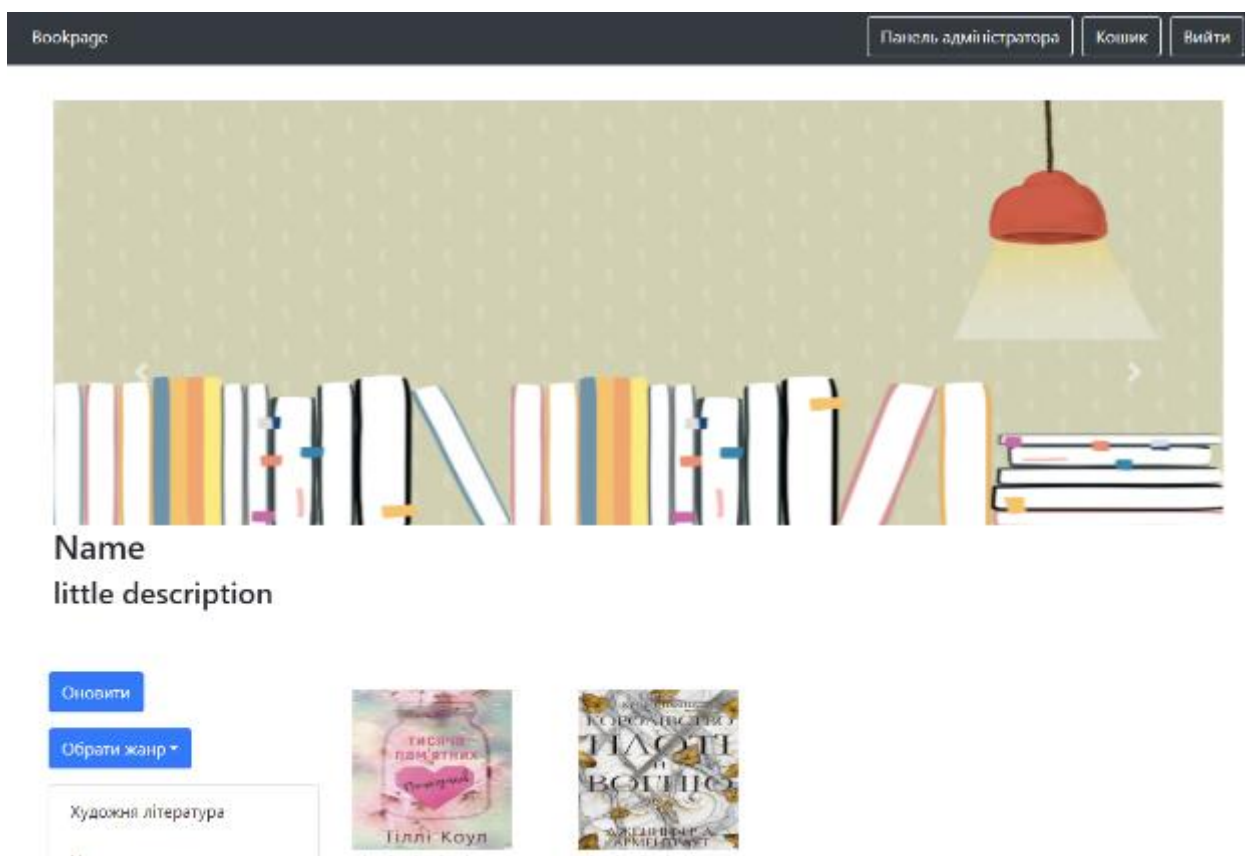 Bookpage
Панель адміністратора
Кошик
Вийти
Name
little description
Оновити
Обрати жанр
Художня література
тисяча
пам'ятних
поцілунків
Тіллі Коул
КОРОЛІВСТВО
ПЛОТІ
Й
ВОГНЮ